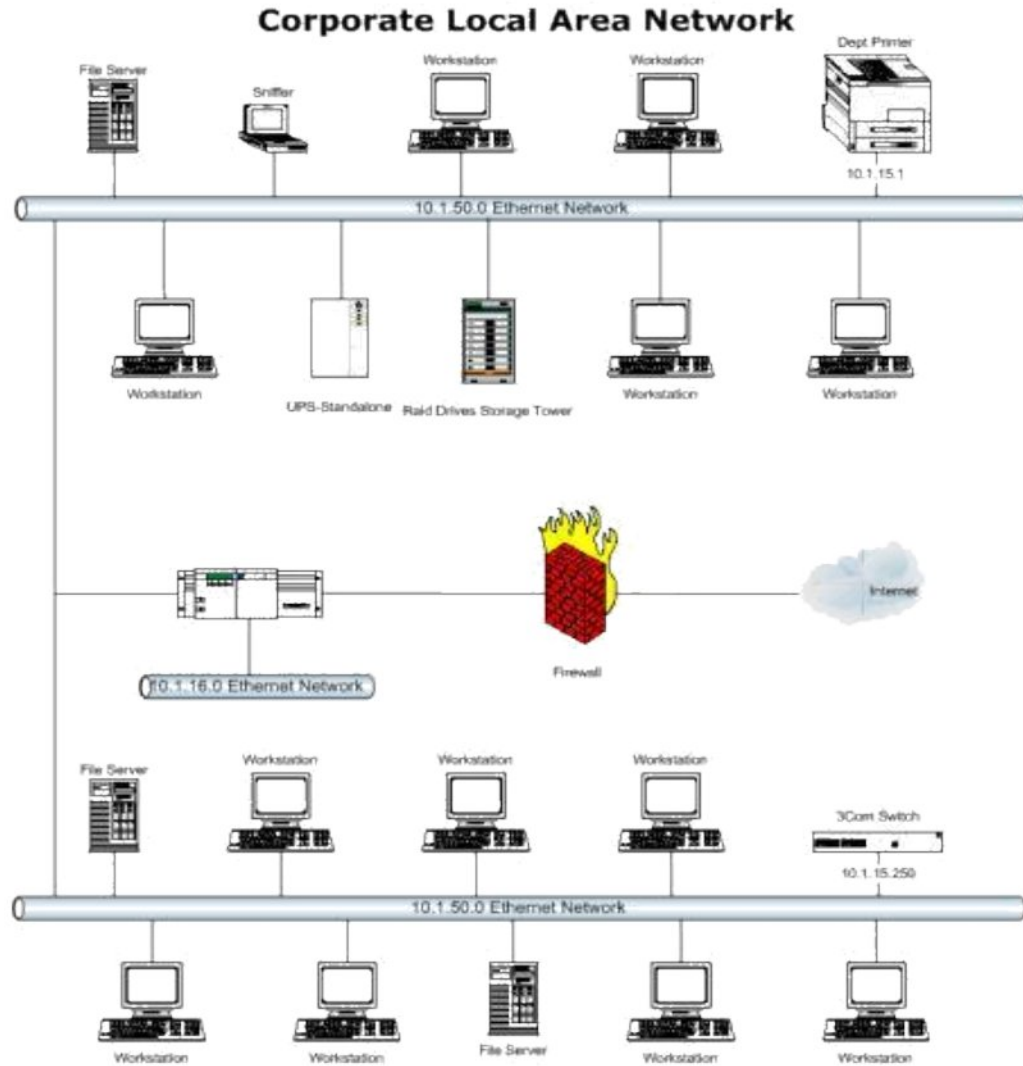 Corporate Local Area Network
File Server
Sniffer
Workstation
Workstation
Dept Printer
10.1.15.1
10.1.50.0 Ethernet Network
Workstation
UPS-Standalone
Raid Drives Storage Tower
Workstation
Workstation
Internet
Firewall
10.1.16.0 Ethernet Network
File Server
Workstation
Workstation
Workstation
3Com Switch
10.1.15.250
10.1.50.0 Ethernet Network
Workstation
Workstation
File Server
Workstation
Workstation